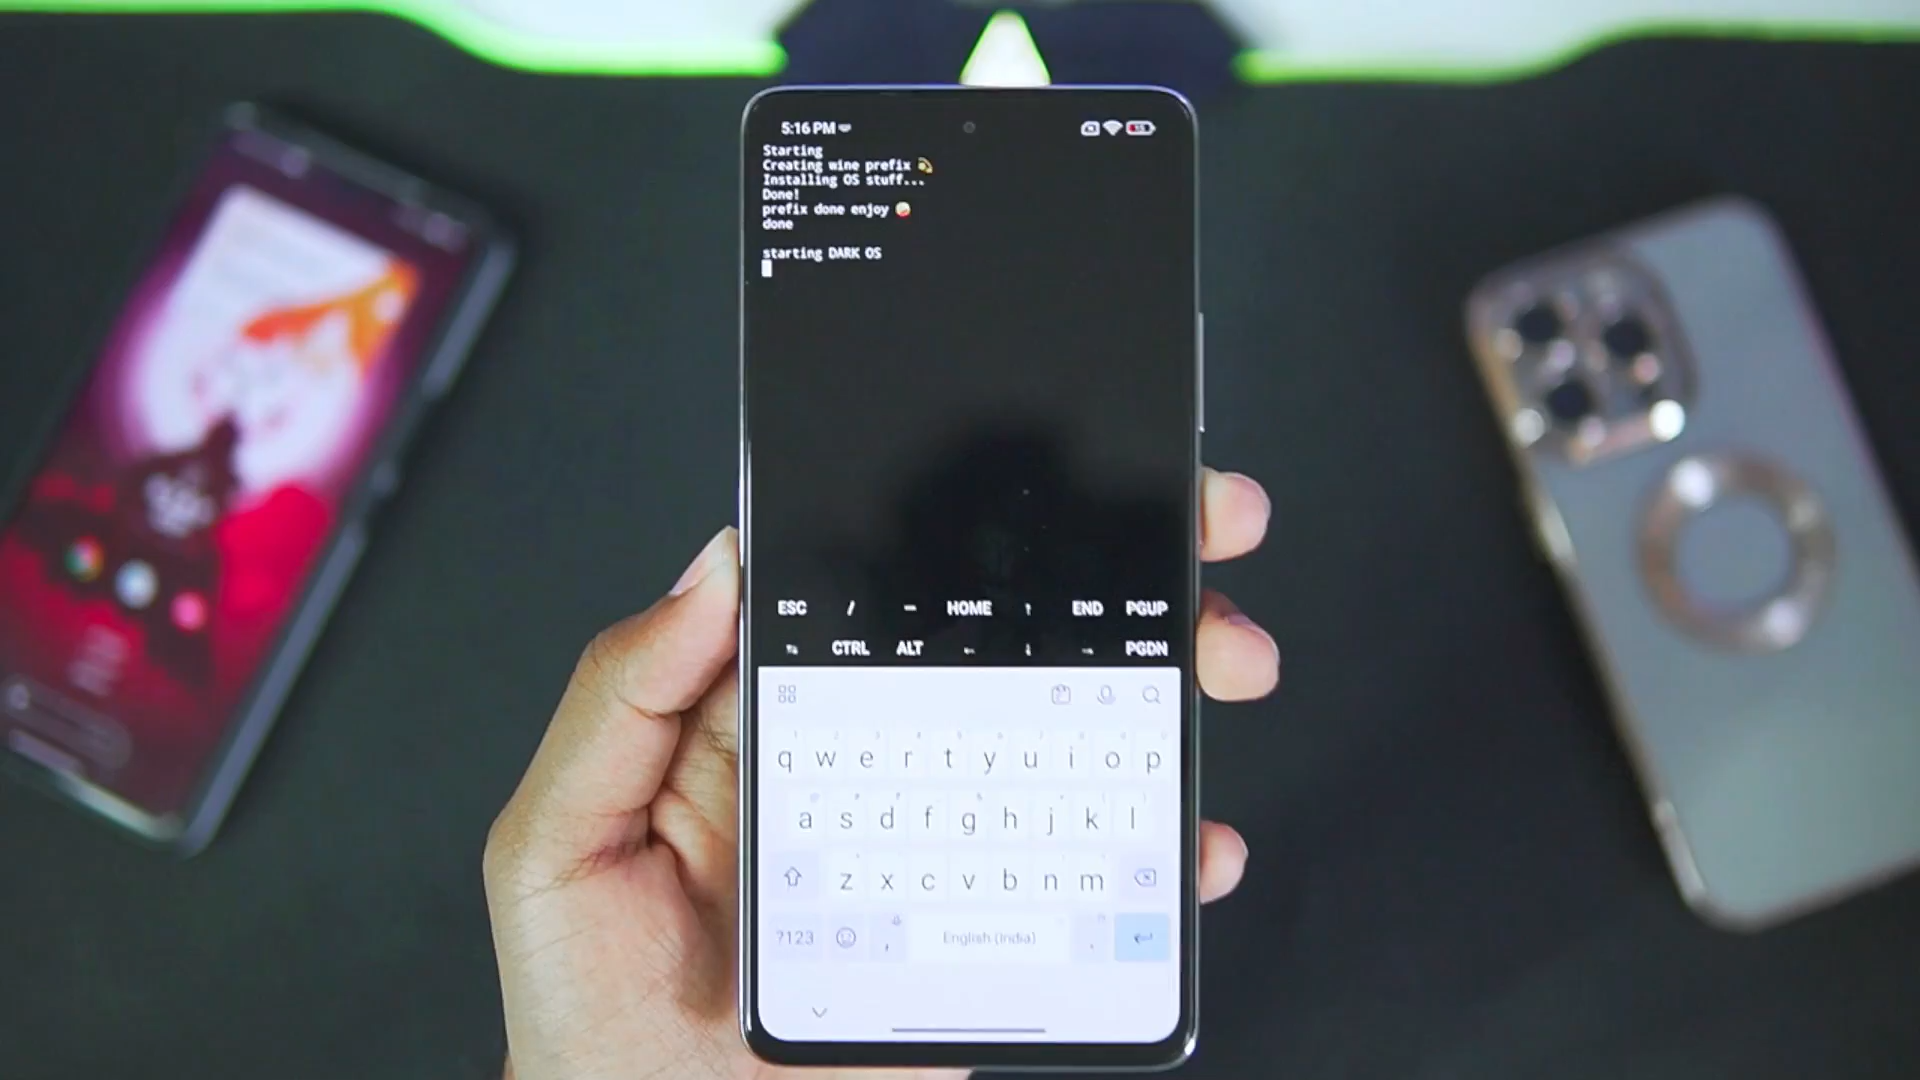 5:16 PM
Starting
Creating wine prefix 💫
Installing OS stuff...
Done!
prefix done enjoy
done
starting DARK OS
ESC / — HOME ↑ END PGUP
↹ CTRL ALT ← ↓ → PGDN
q w e r t y u i o p
a s d f g h j k l
z x c v b n m
?123 , English (India) .